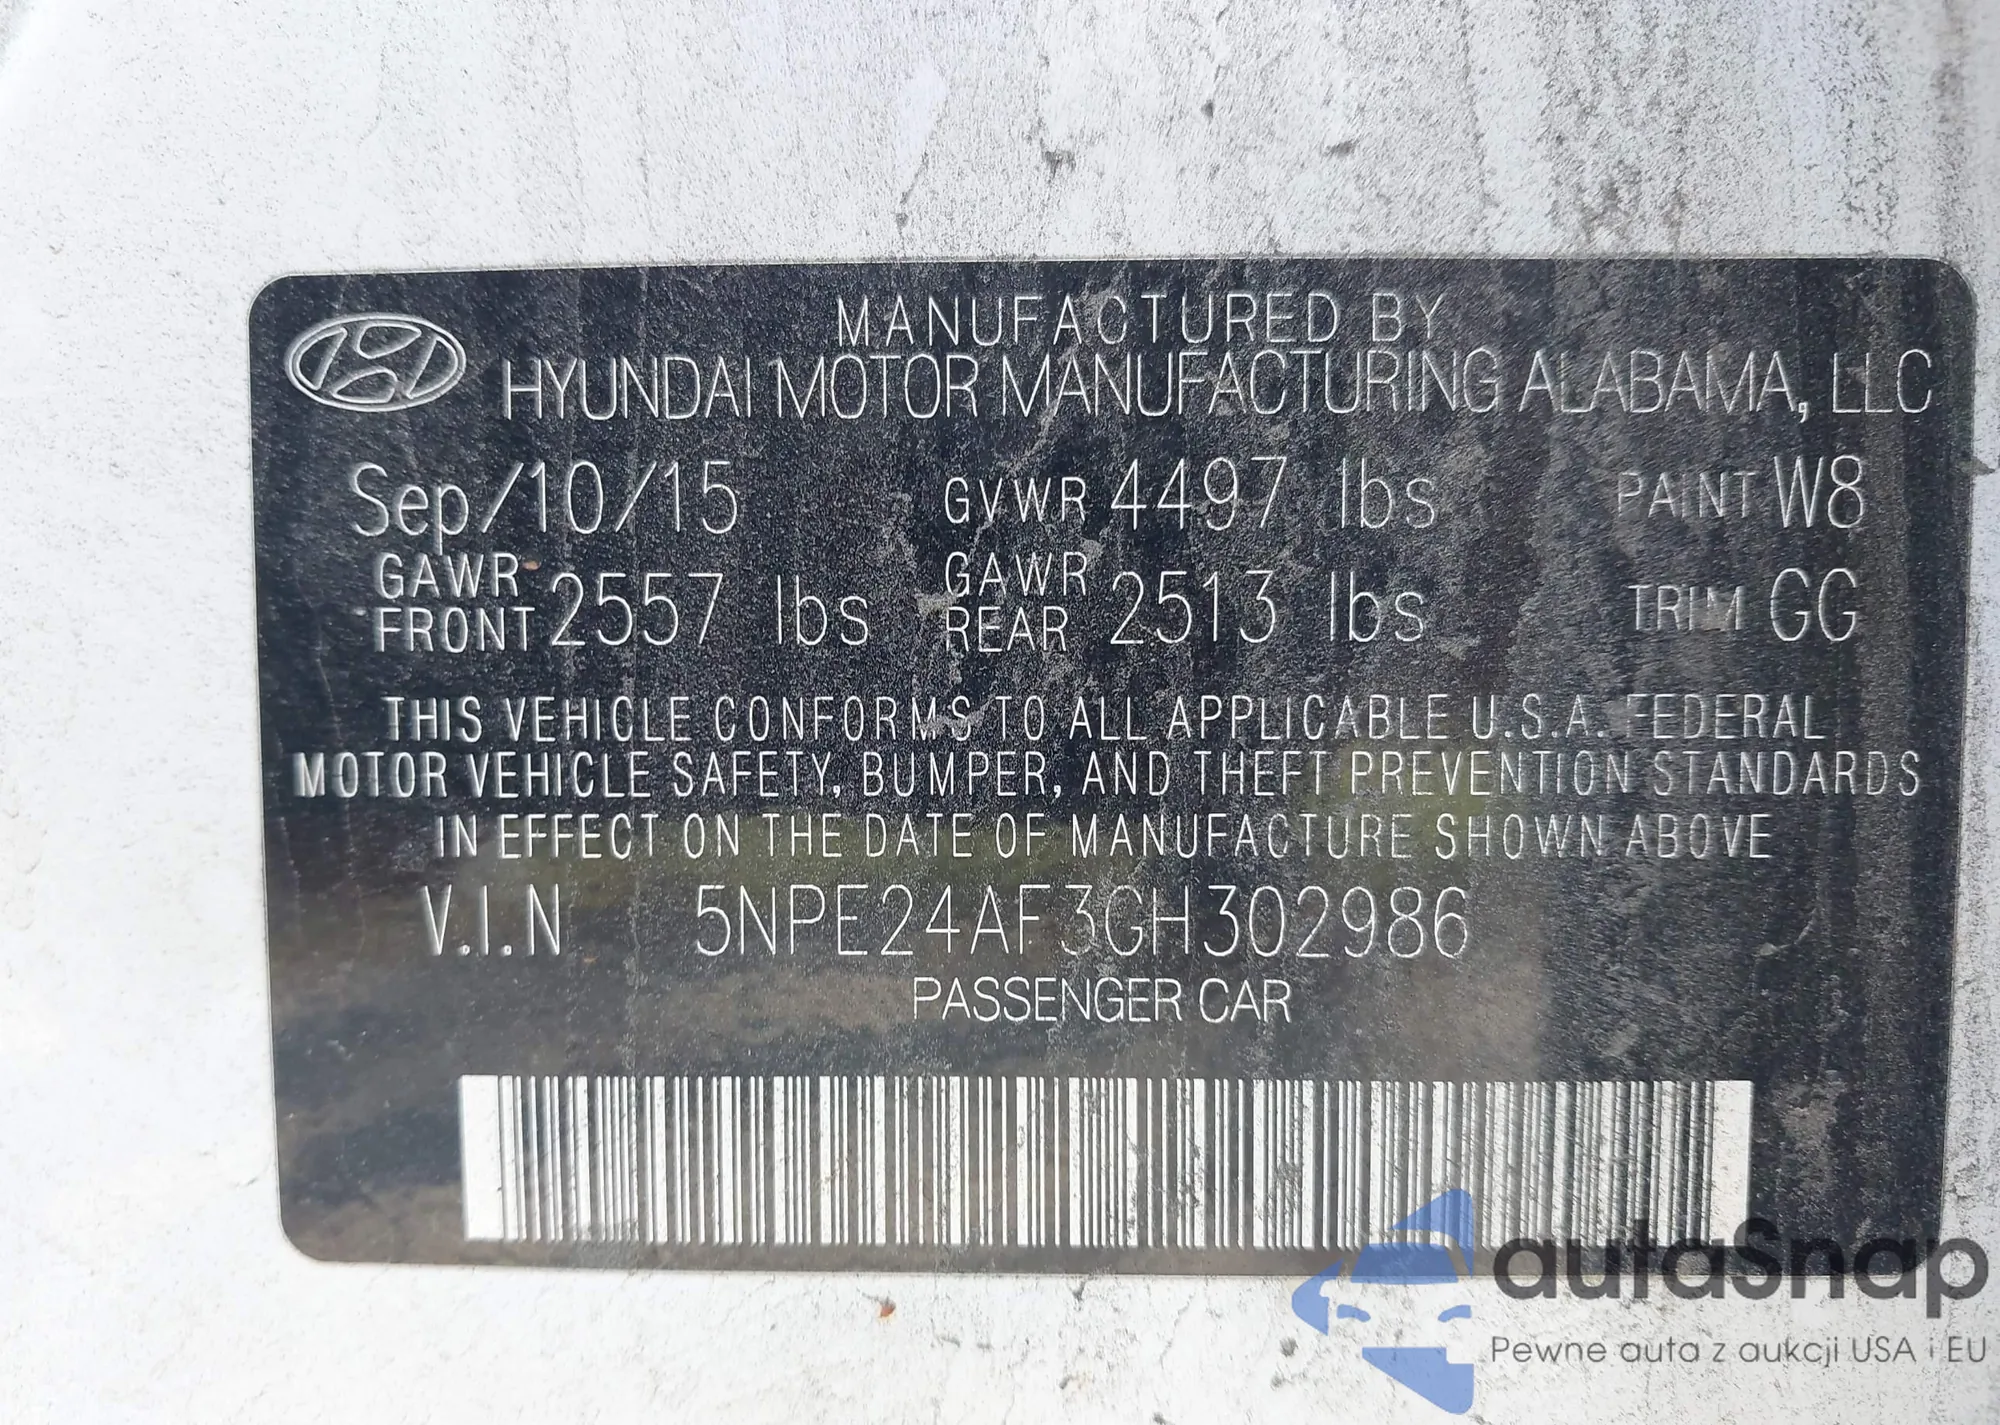 MANUFACTURED BY
HYUNDAI MOTOR MANUFACTURING ALABAMA, LLC
Sep/10/15 GVWR 4497 lbs PAINT W8
GAWR FRONT 2557 lbs GAWR REAR 2513 lbs TRIM GG
THIS VEHICLE CONFORMS TO ALL APPLICABLE U.S.A. FEDERAL
MOTOR VEHICLE SAFETY, BUMPER, AND THEFT PREVENTION STANDARDS
IN EFFECT ON THE DATE OF MANUFACTURE SHOWN ABOVE
V.I.N 5NPE24AF3GH302986
PASSENGER CAR
autaSnap
Pewne auta z aukcji USA i EU